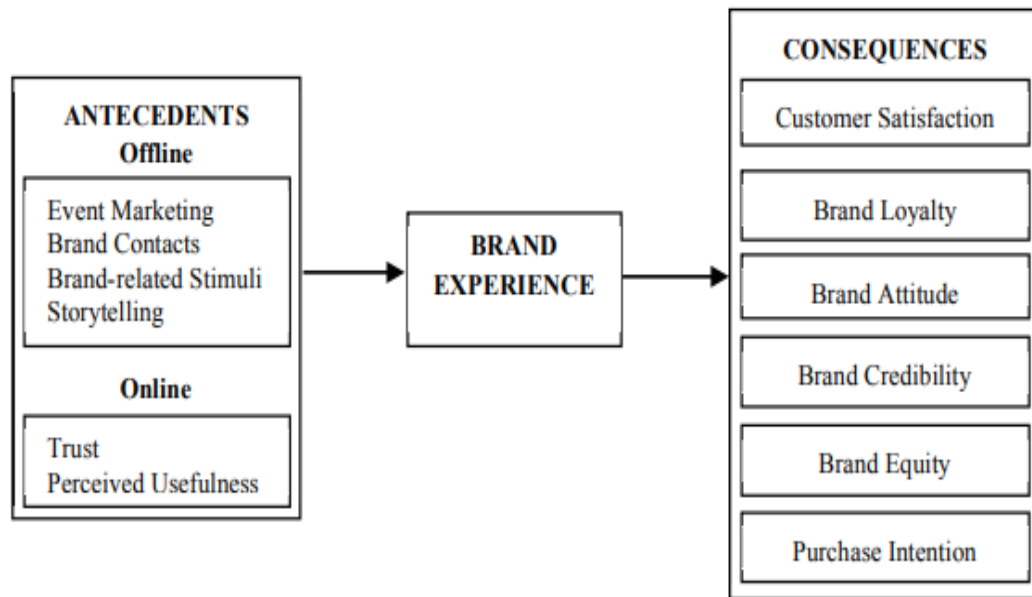 ANTECEDENTS
Offline
Event Marketing
Brand Contacts
Brand-related Stimuli
Storytelling
Online
Trust
Perceived Usefulness
BRAND
EXPERIENCE
CONSEQUENCES
Customer Satisfaction
Brand Loyalty
Brand Attitude
Brand Credibility
Brand Equity
Purchase Intention